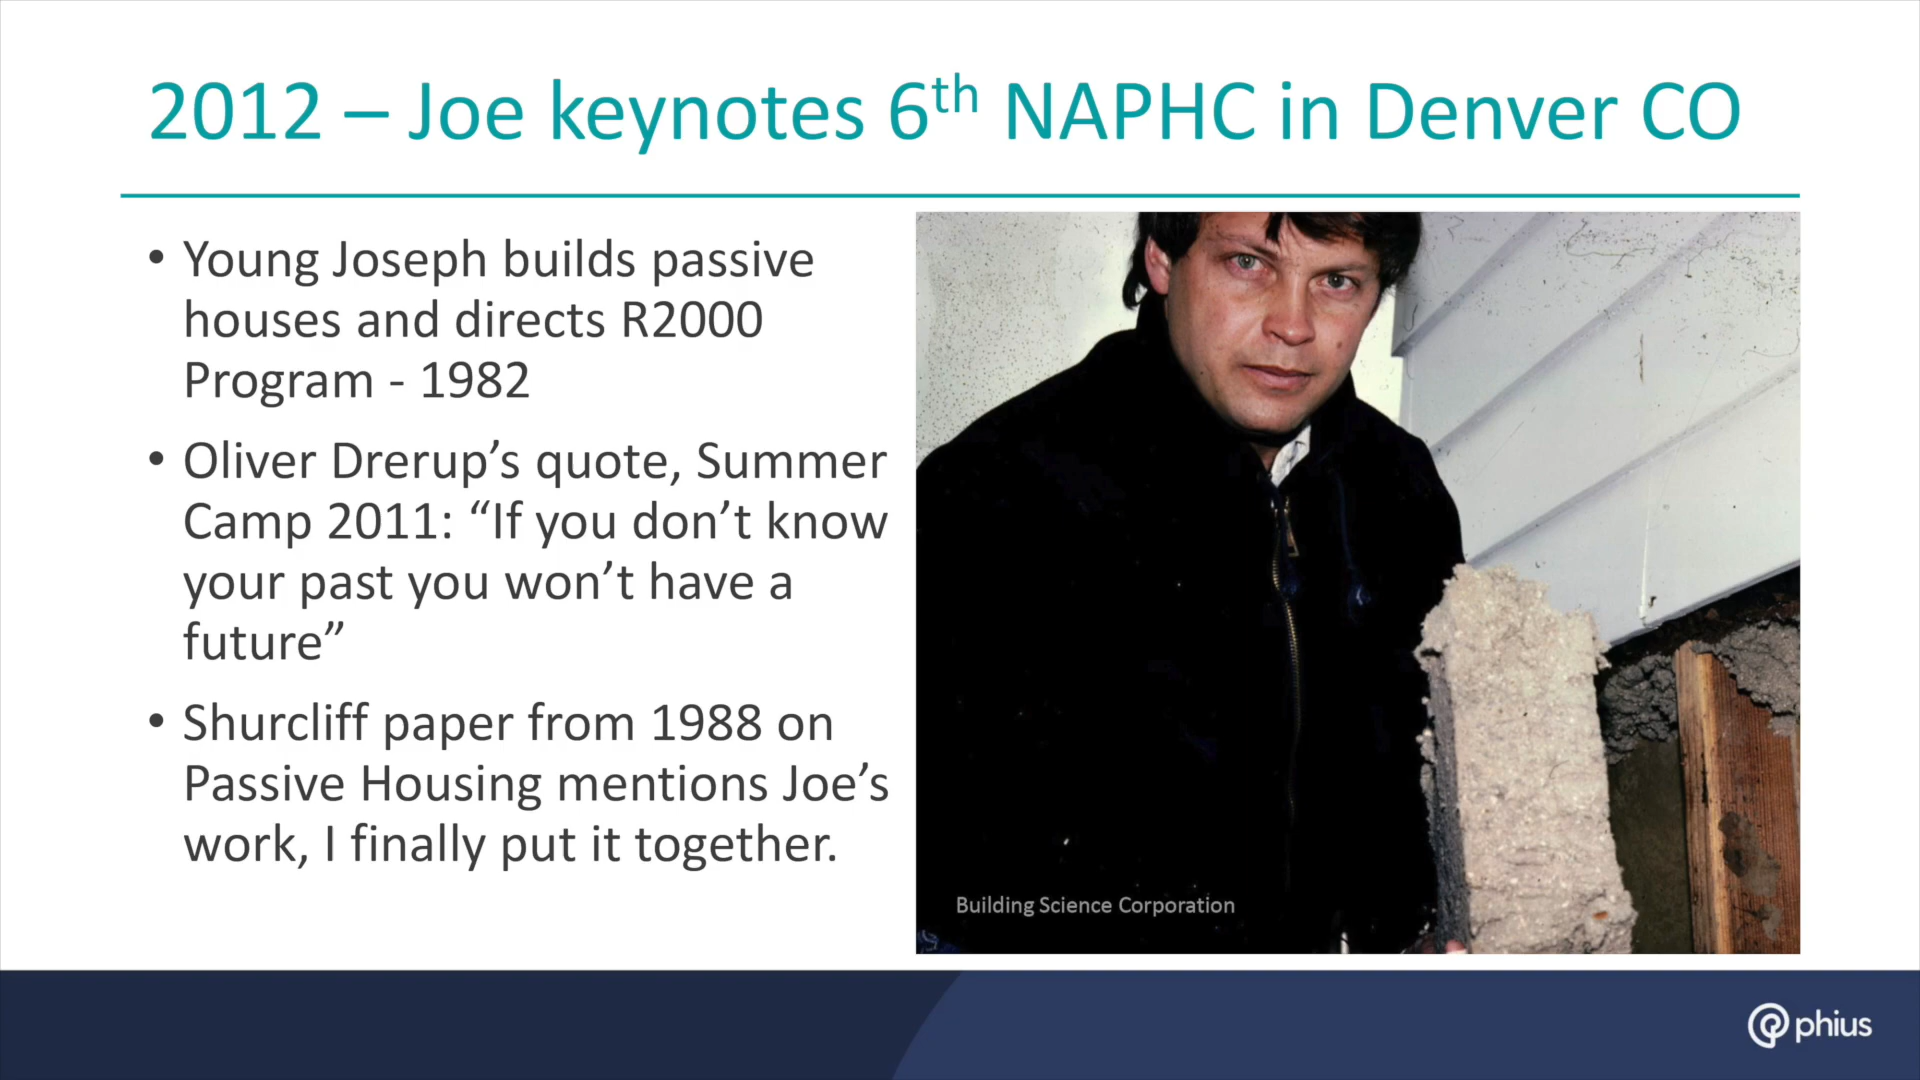 2012 – Joe keynotes 6th NAPHC in Denver CO
• Young Joseph builds passive
houses and directs R2000
Program - 1982
• Oliver Drerup’s quote, Summer
Camp 2011: “If you don’t know
your past you won’t have a
future”
• Shurcliff paper from 1988 on
Passive Housing mentions Joe’s
work, I finally put it together.
Building Science Corporation
phius